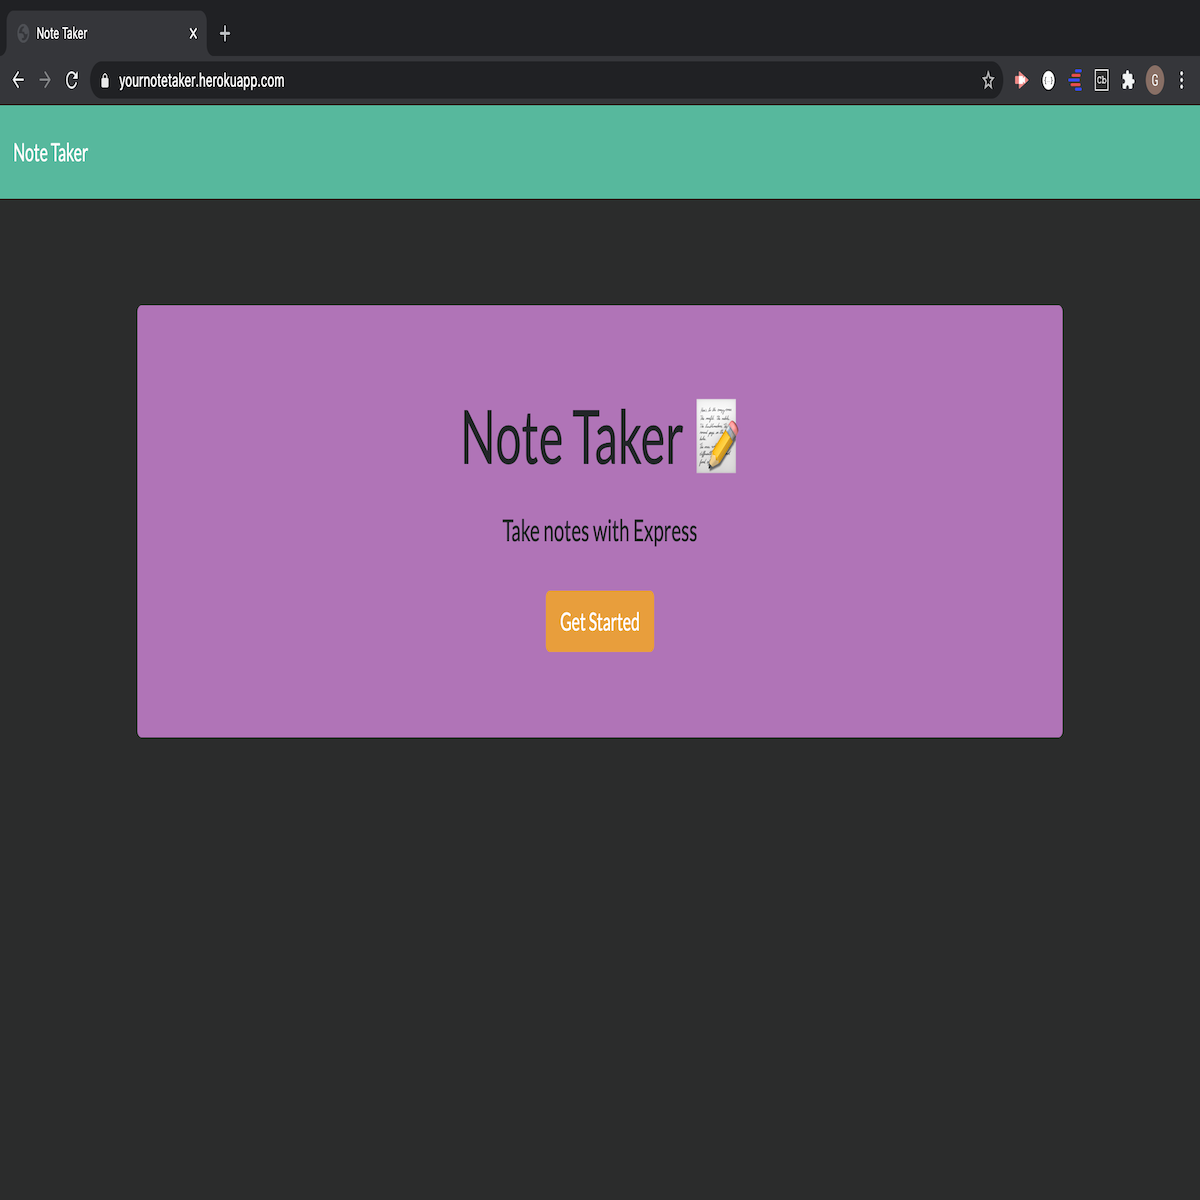 Note Taker
yournotetaker.herokuapp.com
Cb
G
Note Taker
Note Taker
Take notes with Express
Get Started